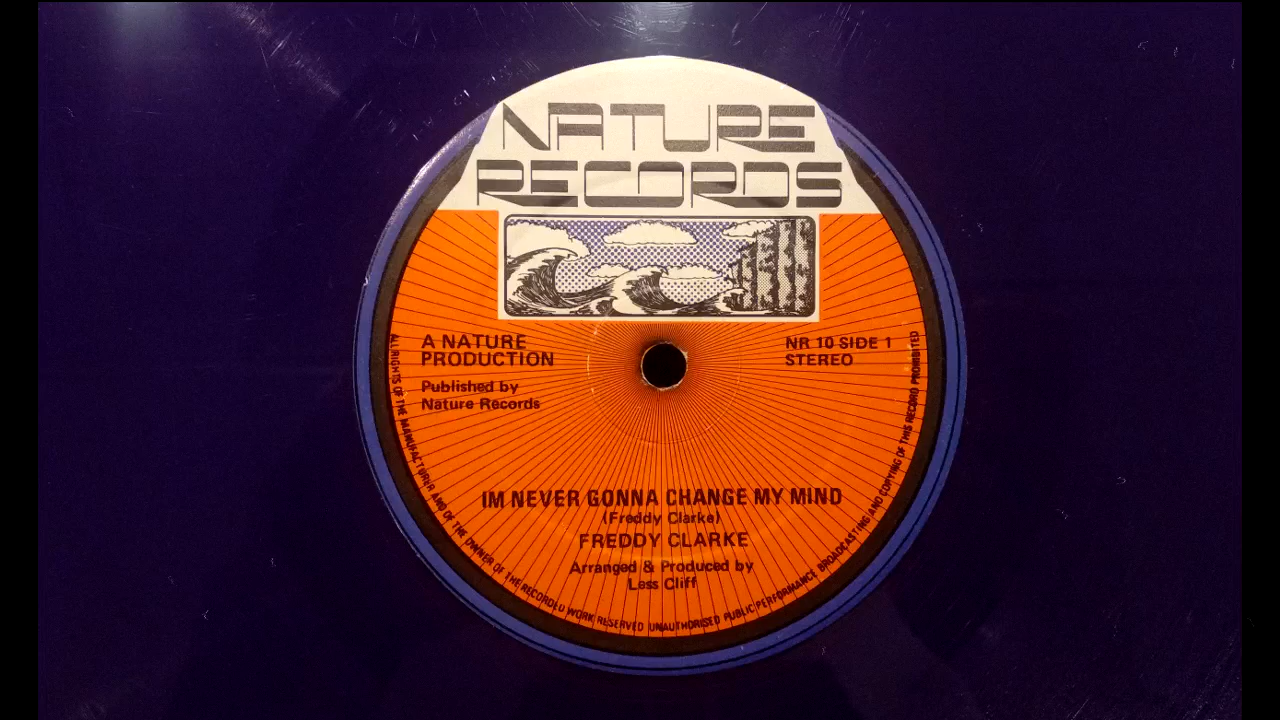 NATURE
RECORDS
A NATURE
PRODUCTION
Published by
Nature Records
NR 10 SIDE 1
STEREO
IM NEVER GONNA CHANGE MY MIND
(Freddy Clarke)
FREDDY CLARKE
Arranged & Produced by
Less Cliff
ALL RIGHTS OF THE MANUFACTURER AND OF THE OWNER OF THE RECORDED WORK RESERVED UNAUTHORISED PUBLIC PERFORMANCE BROADCASTING AND COPYING OF THIS RECORD PROHIBITED